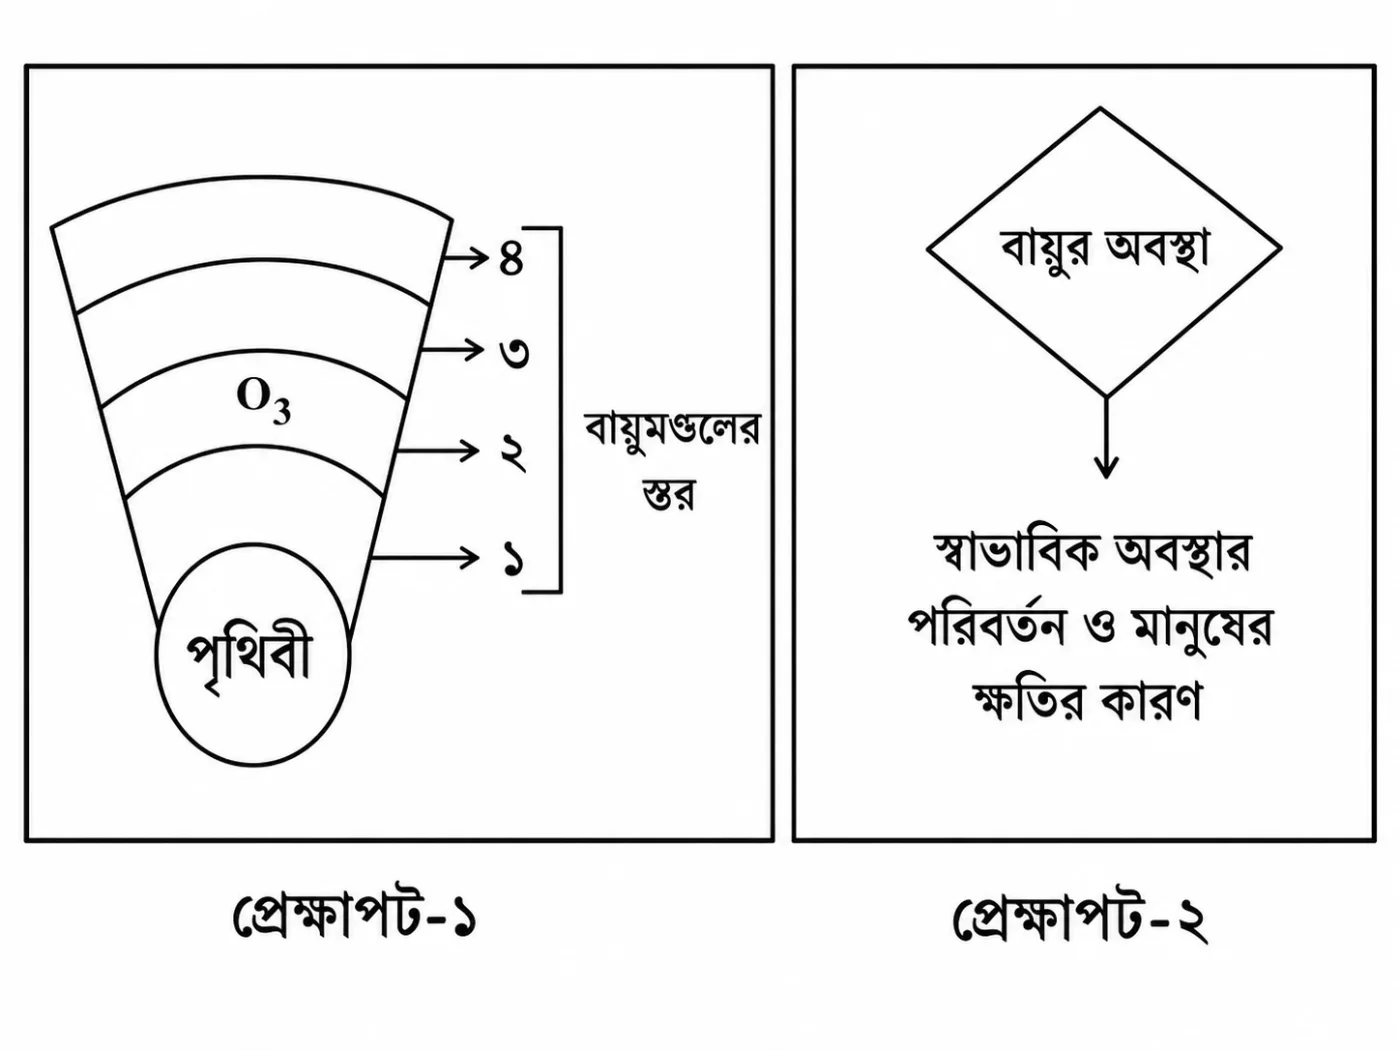 ৪
৩
O₃
২
বায়ুমণ্ডলের
স্তর
১
পৃথিবী
প্রেক্ষাপট-১
বায়ুর অবস্থা
স্বাভাবিক অবস্থার
পরিবর্তন ও মানুষের
ক্ষতির কারণ
প্রেক্ষাপট-২